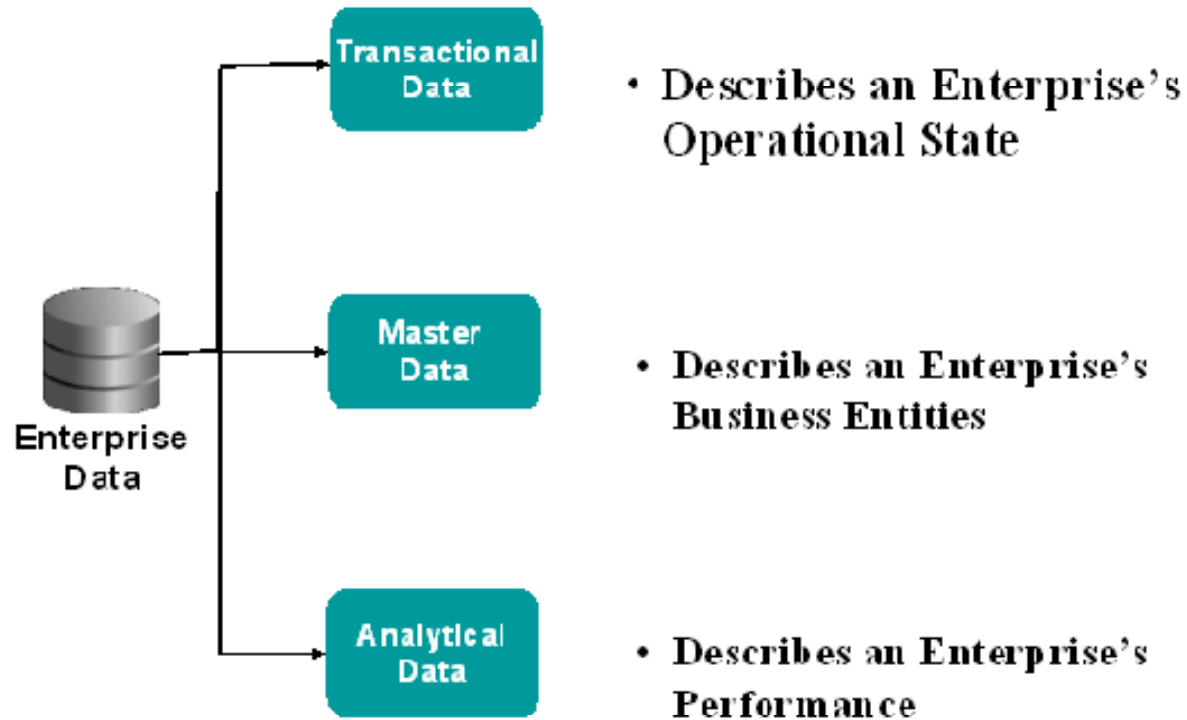 Transactional
Data
• Describes an Enterprise's
Operational State
Enterprise
Data
Master
Data
• Describes an Enterprise's
Business Entities
Analytical
Data
• Describes an Enterprise's
Performance